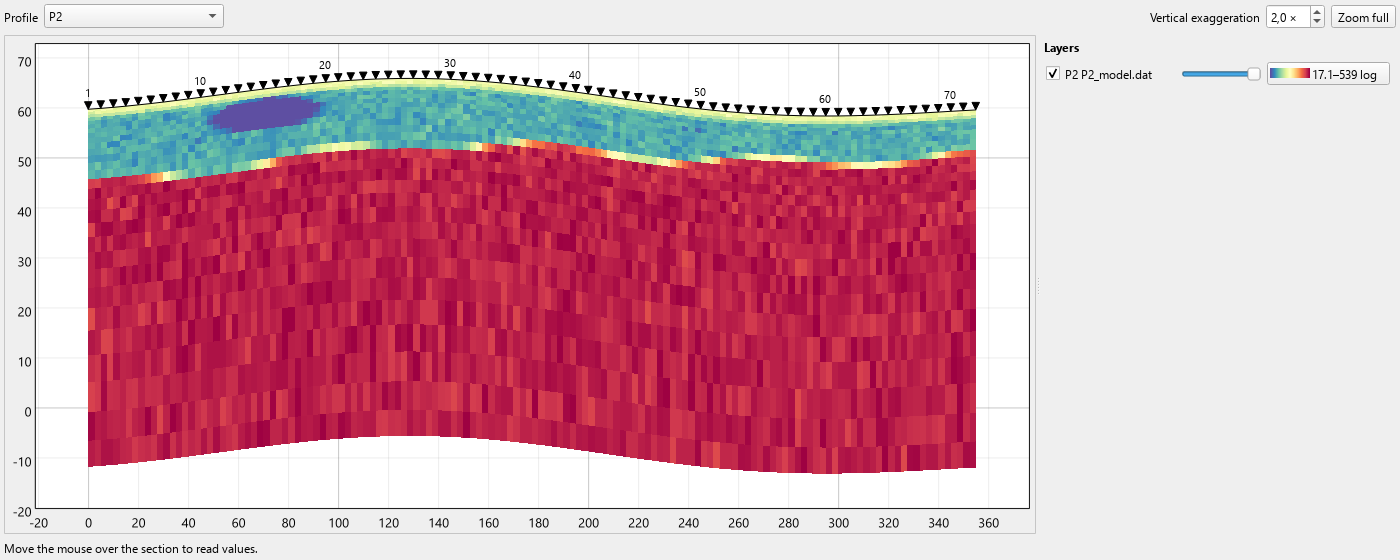 Profile P2 Vertical exaggeration 2,0 × Zoom full
Layers
P2 P2_model.dat 17.1–539 log
1 10 20 30 40 50 60 70
70
60
50
40
30
20
10
0
-10
-20
-20 0 20 40 60 80 100 120 140 160 180 200 220 240 260 280 300 320 340 360
Move the mouse over the section to read values.